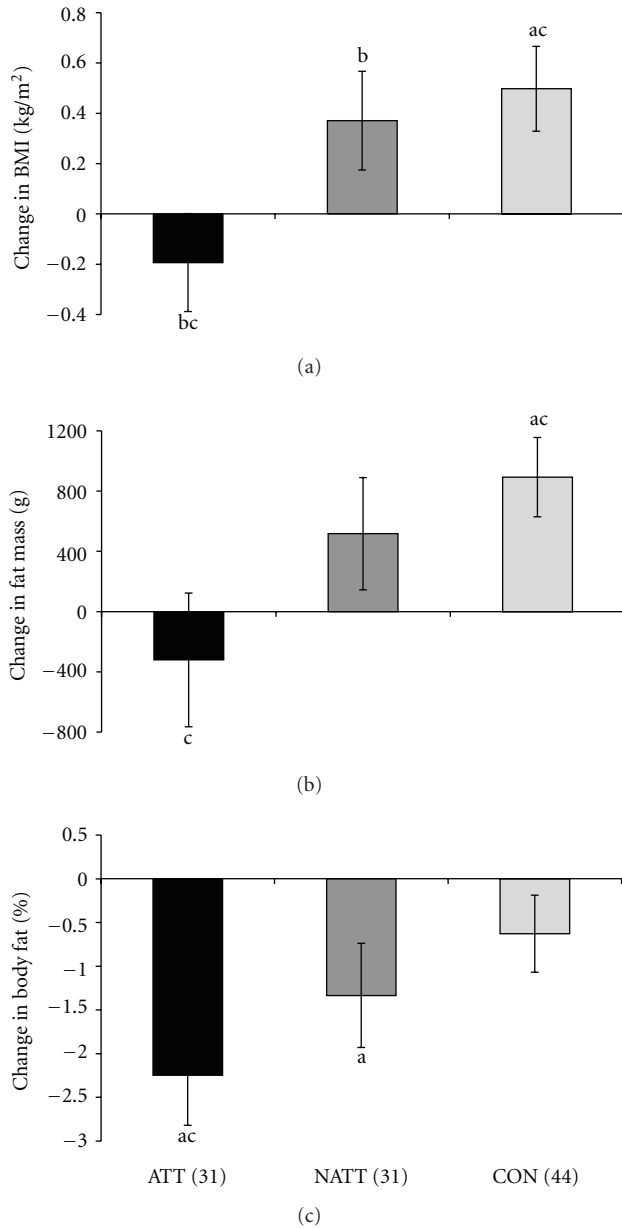 Change in BMI (kg/m²)
0.8
0.6
0.4
0.2
0
−0.2
−0.4
bc
b
ac
(a)
Change in fat mass (g)
1200
800
400
0
−400
−800
c
ac
(b)
Change in body fat (%)
0.5
0
−0.5
−1
−1.5
−2
−2.5
−3
ac
a
ATT (31) NATT (31) CON (44)
(c)